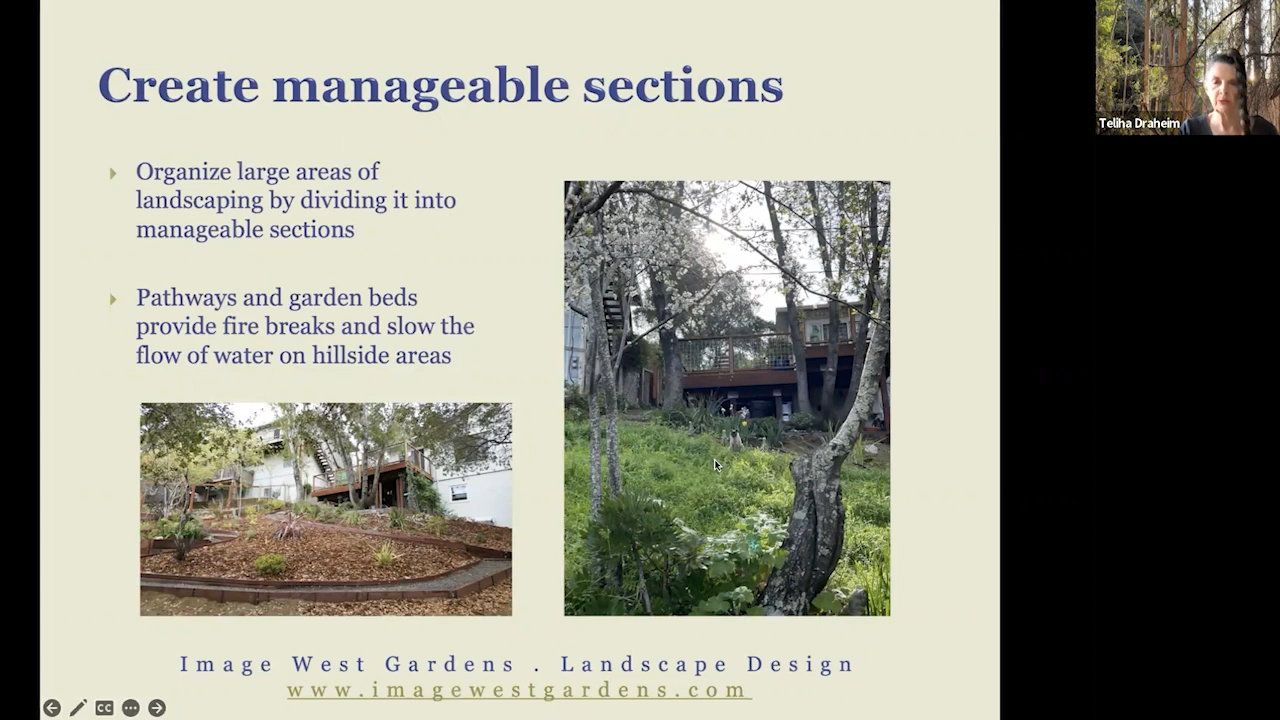 Create manageable sections
Organize large areas of
landscaping by dividing it into
manageable sections
Pathways and garden beds
provide fire breaks and slow the
flow of water on hillside areas
Image West Gardens . Landscape Design
www.imagewestgardens.com
Teliha Draheim
CC